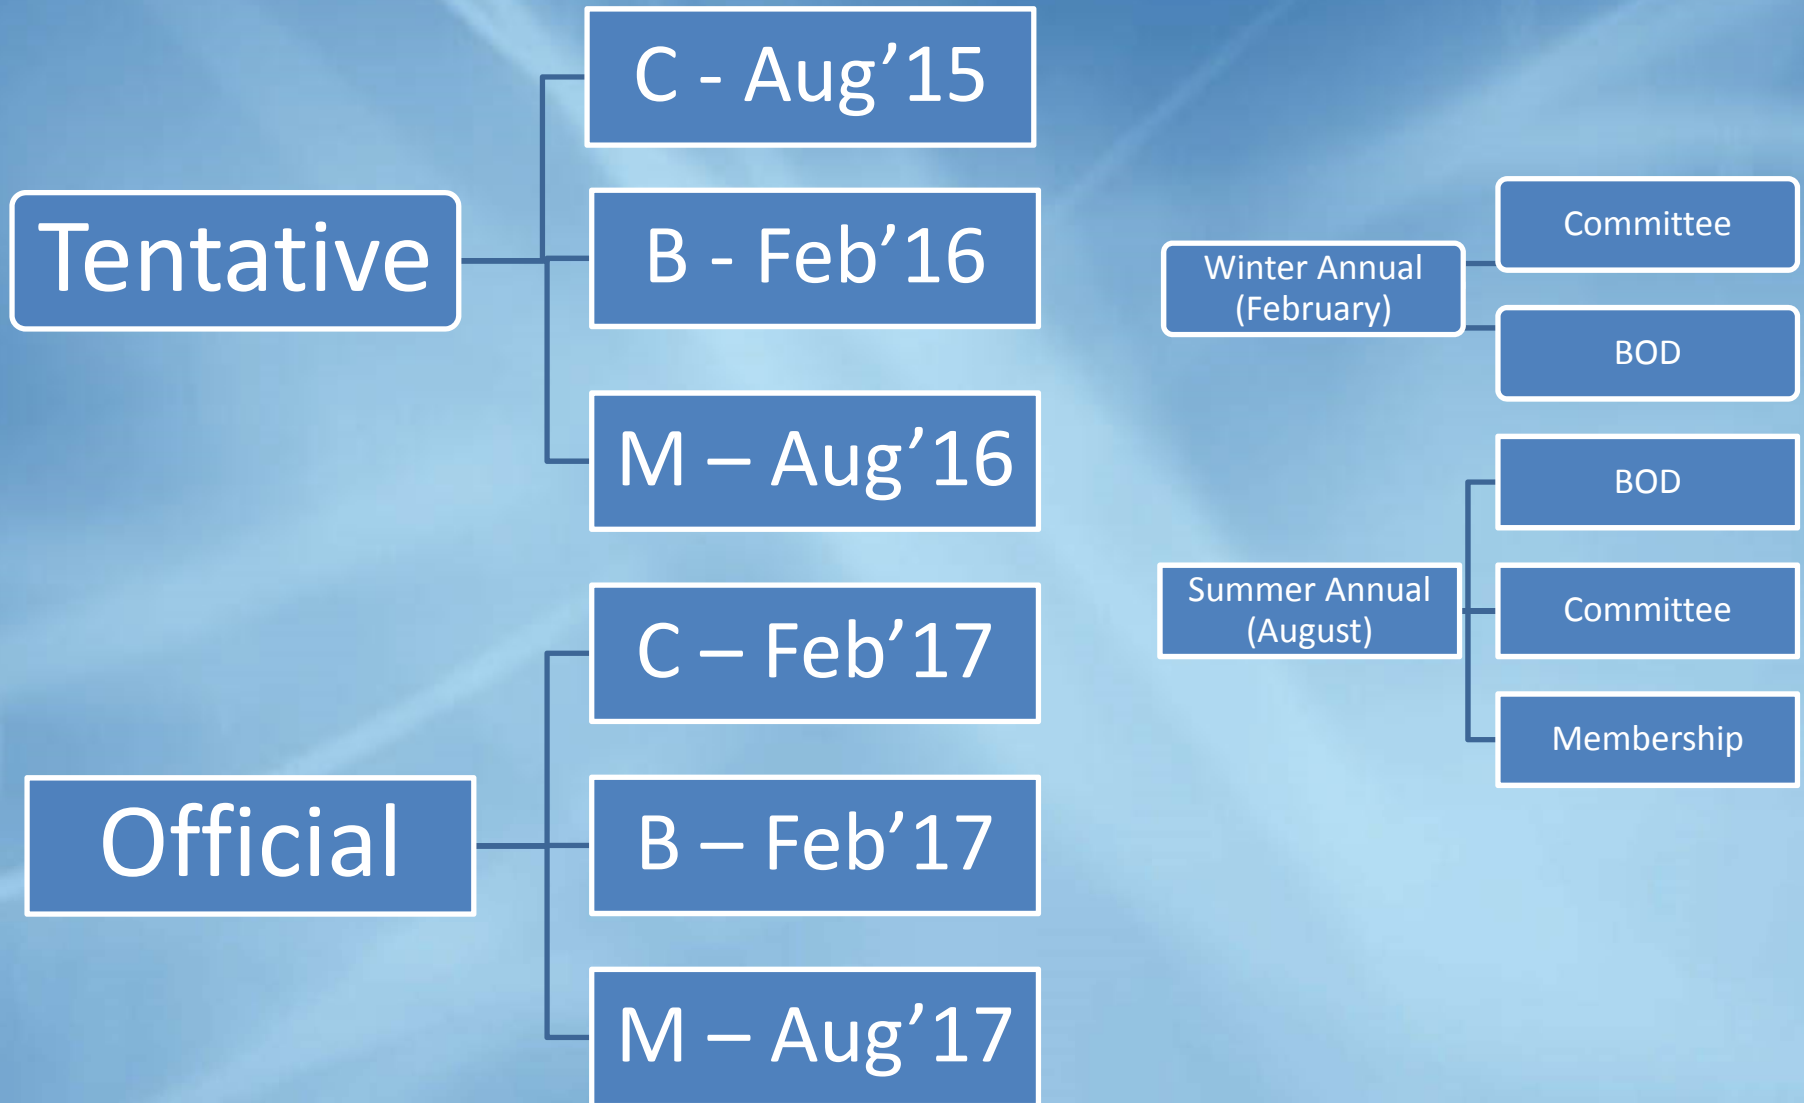 Tentative
C - Aug’15
B - Feb’16
M – Aug’16
Official
C – Feb’17
B – Feb’17
M – Aug’17
Winter Annual
(February)
Committee
BOD
Summer Annual
(August)
BOD
Committee
Membership